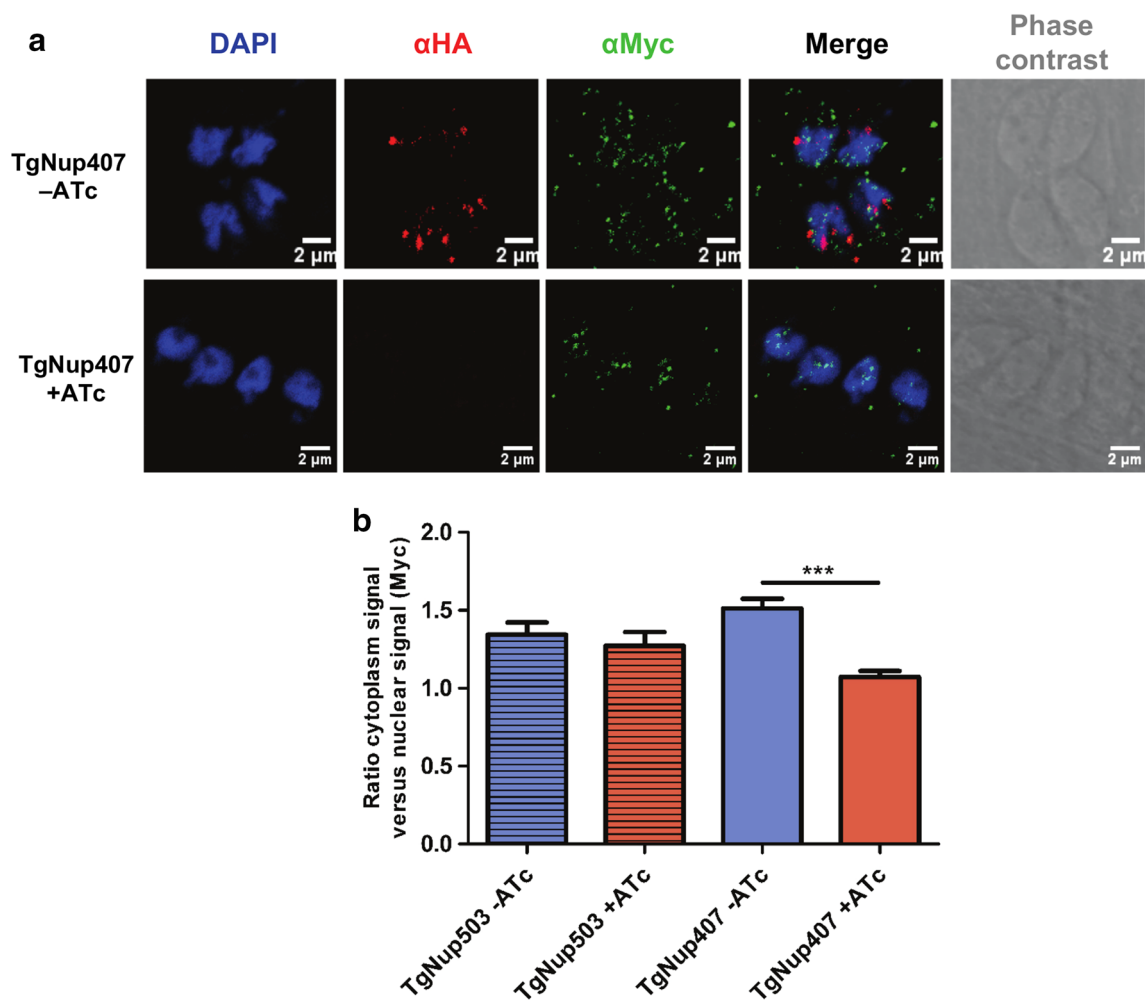 a
DAPI
αHA
αMyc
Merge
Phase
contrast
TgNup407
–ATc
2 μm
2 μm
2 μm
2 μm
2 μm
TgNup407
+ATc
2 μm
2 μm
2 μm
2 μm
2 μm
b
Ratio cytoplasm signal
versus nuclear signal (Myc)
2.0
1.5
1.0
0.5
0.0
***
TgNup503 -ATc
TgNup503 +ATc
TgNup407 -ATc
TgNup407 +ATc